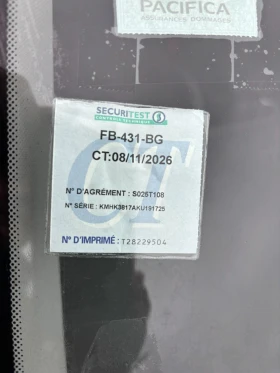 PACIFICA
ASSURANCES DOMMAGES
SECURITEST
CONTRÔLE TECHNIQUE
FB-431-BG
CT:08/11/2026
CT
N° D'AGRÉMENT : S025T108
N° SÉRIE : KMHK3817AKU191725
N° D'IMPRIMÉ : T28229504